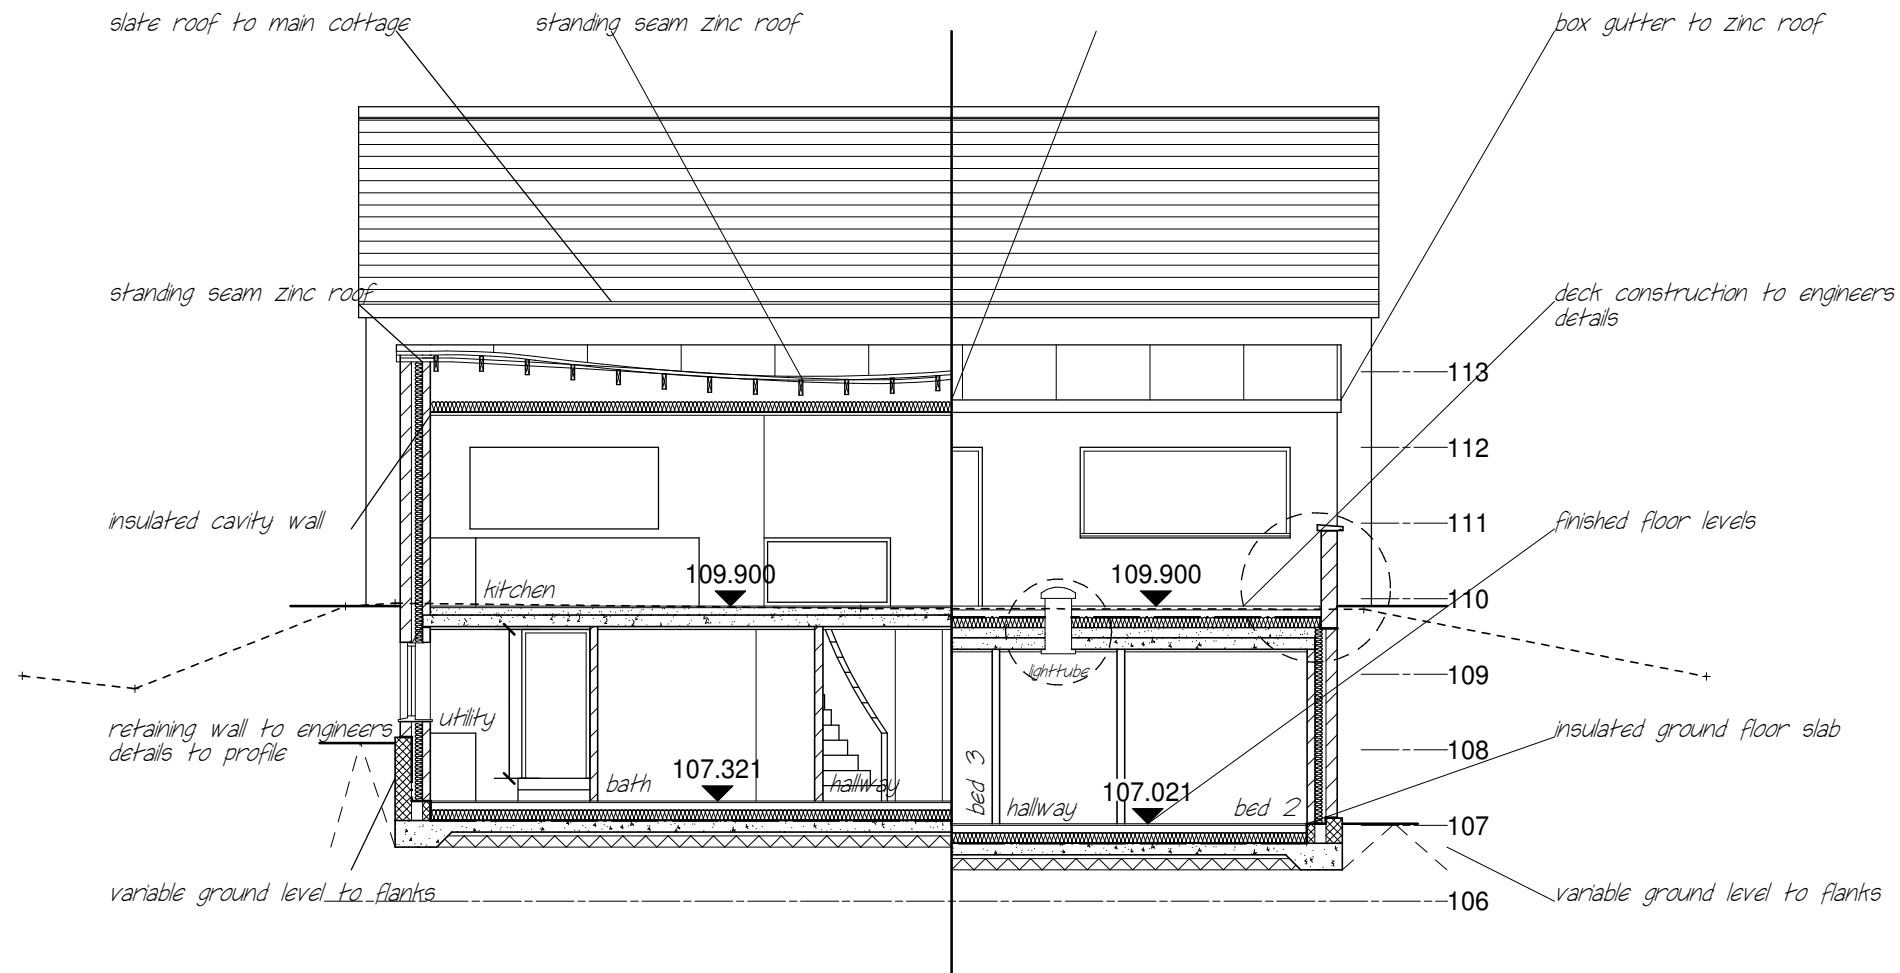 slate roof to main cottage
standing seam zinc roof
box gutter to zinc roof
standing seam zinc roof
deck construction to engineers
details
113
112
insulated cavity wall
111
finished floor levels
109.900
109.900
kitchen
110
lighttube
109
utility
retaining wall to engineers
details to profile
insulated ground floor slab
108
107.321
bath
hallway
bed 3
hallway
107.021
bed 2
107
variable ground level to flanks
106
variable ground level to flanks